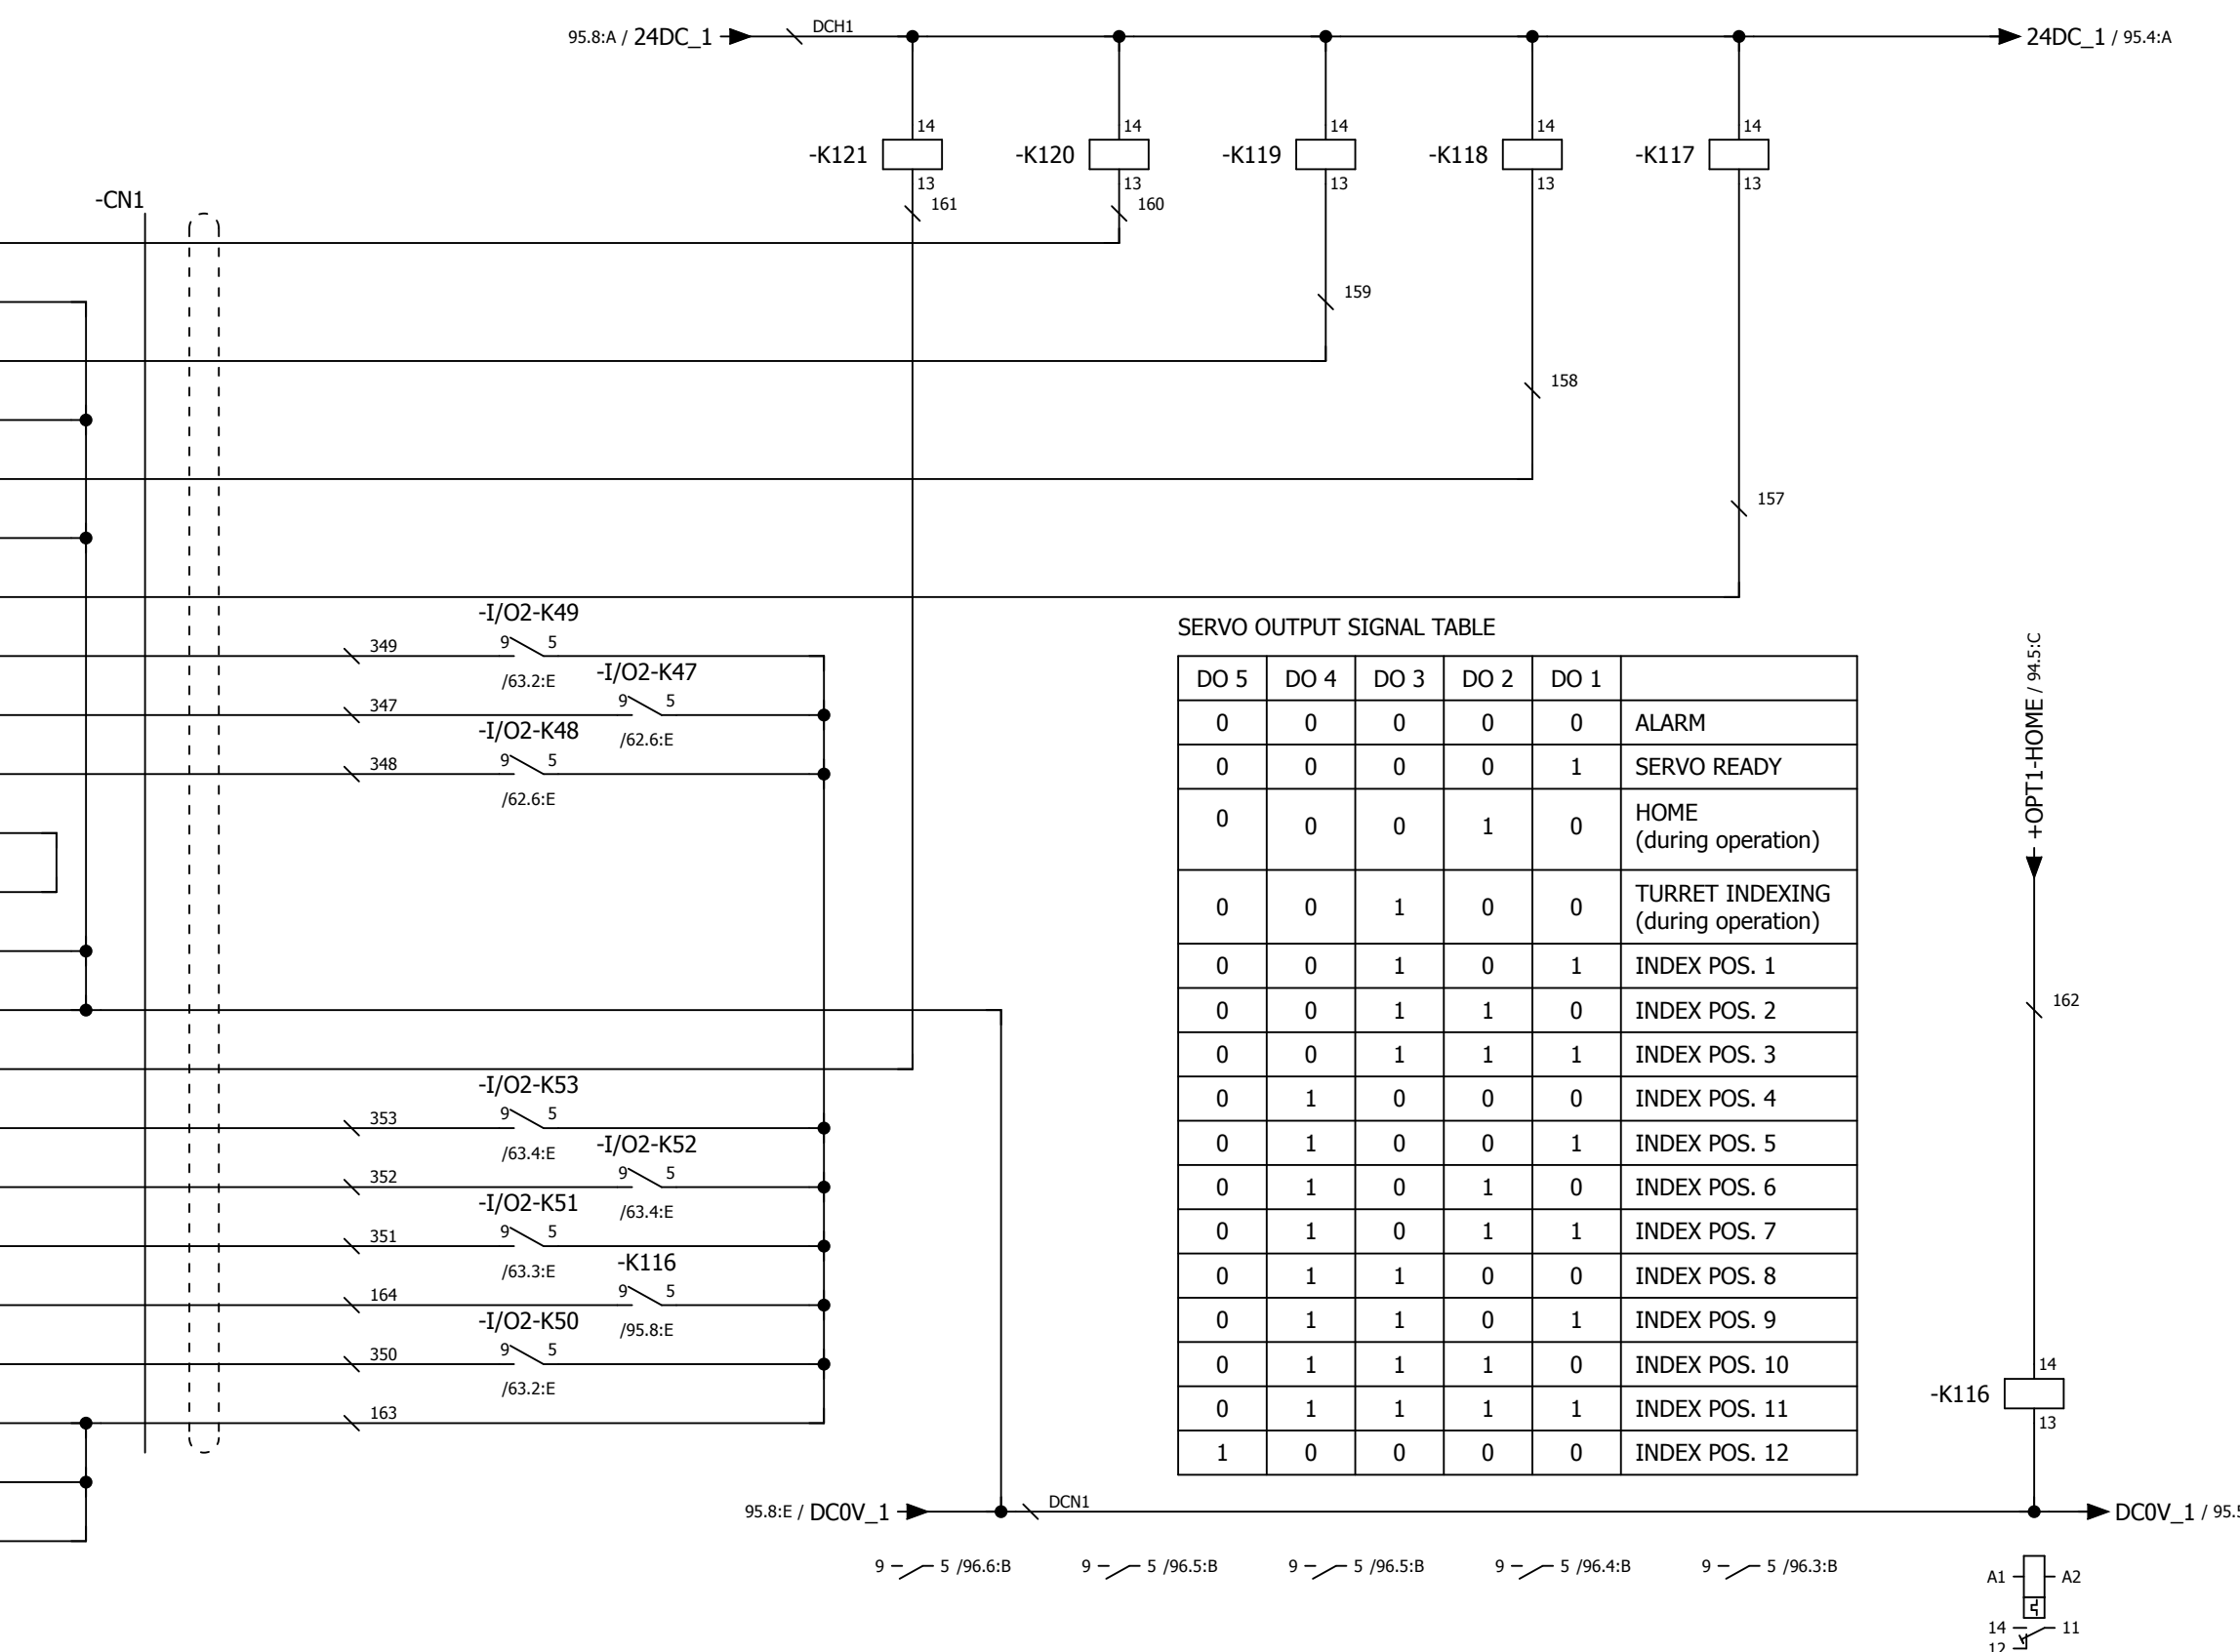 95.8:A / 24DC_1
DCH1
24DC_1 / 95.4:A
14
14
14
14
14
-K121
-K120
-K119
-K118
-K117
13
13
13
13
13
161
160
-CN1
159
158
157
-I/O2-K49
349
9 5
/63.2:E
-I/O2-K47
347
9 5
/62.6:E
-I/O2-K48
348
9 5
/62.6:E
SERVO OUTPUT SIGNAL TABLE
DO 5 DO 4 DO 3 DO 2 DO 1
0 0 0 0 0 ALARM
0 0 0 0 1 SERVO READY
0 0 0 1 0 HOME
(during operation)
0 0 1 0 0 TURRET INDEXING
(during operation)
0 0 1 0 1 INDEX POS. 1
0 0 1 1 0 INDEX POS. 2
0 0 1 1 1 INDEX POS. 3
0 1 0 0 0 INDEX POS. 4
0 1 0 0 1 INDEX POS. 5
0 1 0 1 0 INDEX POS. 6
0 1 0 1 1 INDEX POS. 7
0 1 1 0 0 INDEX POS. 8
0 1 1 0 1 INDEX POS. 9
0 1 1 1 0 INDEX POS. 10
0 1 1 1 1 INDEX POS. 11
1 0 0 0 0 INDEX POS. 12
+OPT1-HOME / 94.5:C
162
14
-K116
13
-I/O2-K53
353
9 5
/63.4:E
-I/O2-K52
352
9 5
/63.4:E
-I/O2-K51
351
9 5
/63.3:E
-K116
164
9 5
/95.8:E
-I/O2-K50
350
9 5
/63.2:E
163
95.8:E / DC0V_1
DCN1
DC0V_1 / 95.5
9 5 /96.6:B
9 5 /96.5:B
9 5 /96.5:B
9 5 /96.4:B
9 5 /96.3:B
A1 A2
14 11
12